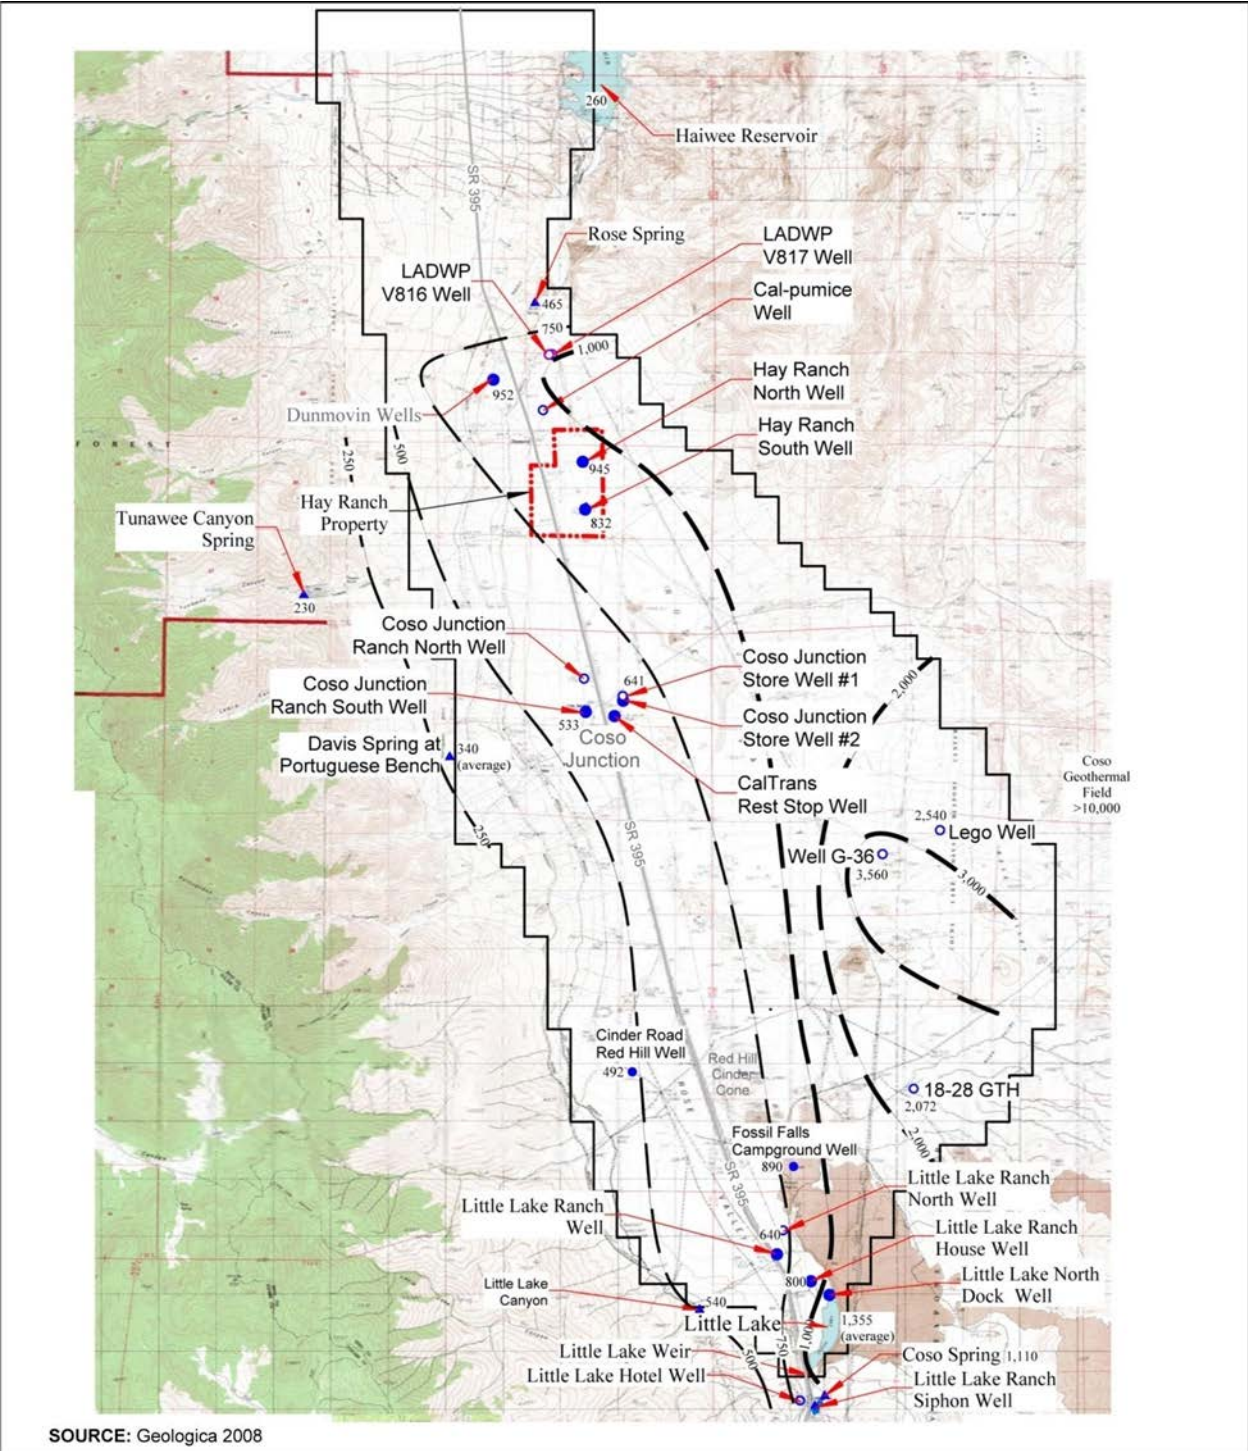 260
Haiwee Reservoir
SR 395
Rose Spring
LADWP
V817 Well
LADWP
V816 Well
Cal-pumice
Well
465
750
1,000
Hay Ranch
North Well
952
Dunmovin Wells
Hay Ranch
South Well
FOREST
250
500
945
Hay Ranch
Property
832
Tunawee Canyon
Spring
230
Coso Junction
Ranch North Well
Coso Junction
Store Well #1
641
2,000
Coso Junction
Ranch South Well
533
Coso Junction
Store Well #2
Coso
Junction
Davis Spring at
Portuguese Bench
340
(average)
CalTrans
Rest Stop Well
Coso
Geothermal
Field
>10,000
250
SR 395
2,540
Lego Well
Well G-36
3,560
3,000
Cinder Road
Red Hill Well
492
Red Hill
Cinder
Cone
ROSE
18-28 GTH
2,072
2,000
Fossil Falls
Campground Well
890
SR 395
VALLEY
Little Lake Ranch
North Well
Little Lake Ranch
Well
640
Little Lake Ranch
House Well
800
Little Lake North
Dock Well
Little Lake
Canyon
540
Little Lake
1,355
(average)
1,000
750
500
Little Lake Weir
Coso Spring 1,110
Little Lake Hotel Well
Little Lake Ranch
Siphon Well
SOURCE: Geologica 2008